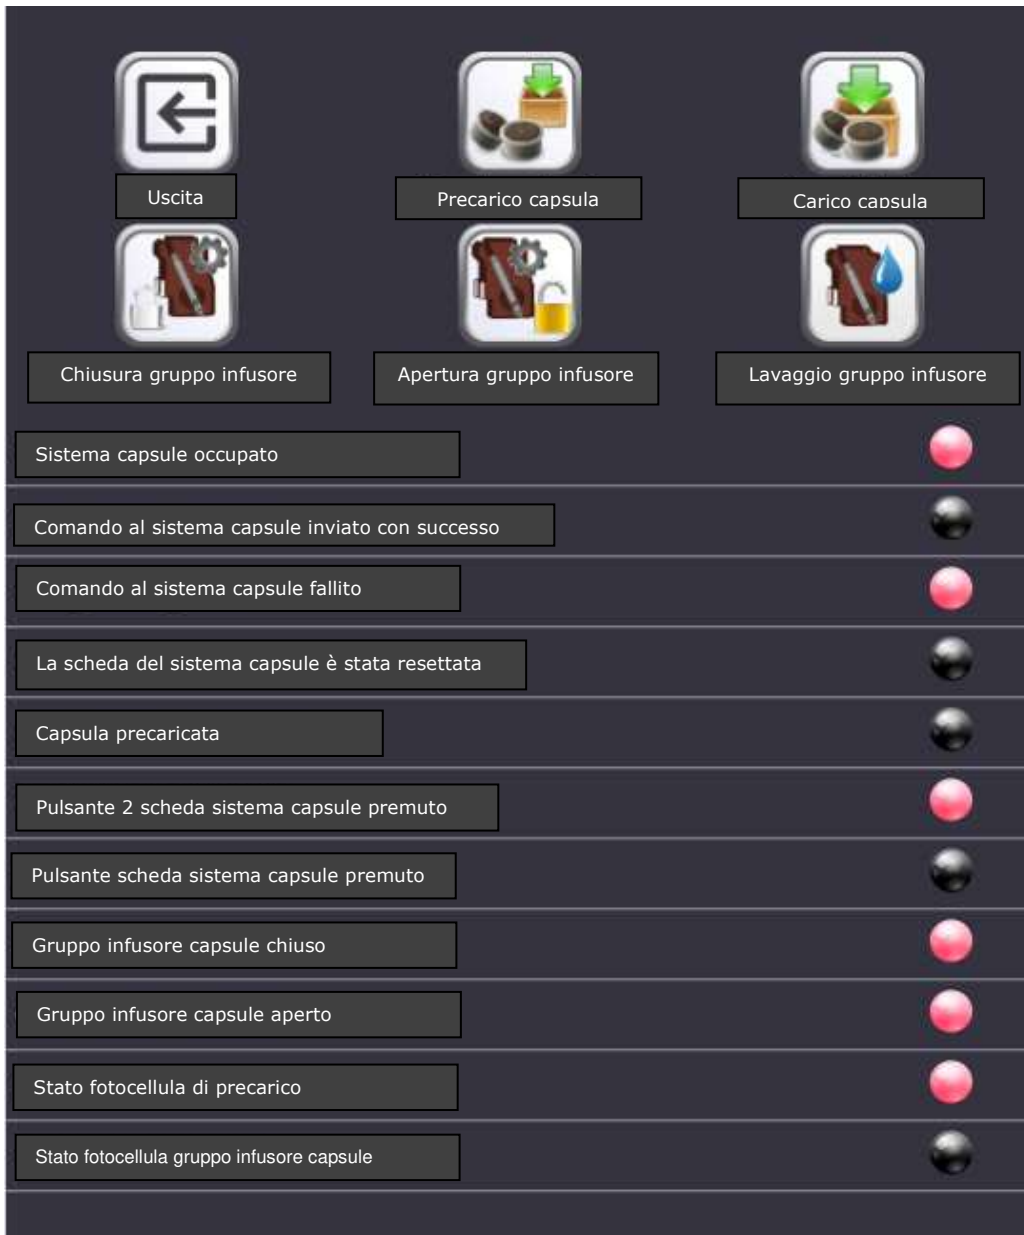 Uscita
Precarico capsula
Carico capsula
Chiusura gruppo infusore
Apertura gruppo infusore
Lavaggio gruppo infusore
Sistema capsule occupato
Comando al sistema capsule inviato con successo
Comando al sistema capsule fallito
La scheda del sistema capsule è stata resettata
Capsula precaricata
Pulsante 2 scheda sistema capsule premuto
Pulsante scheda sistema capsule premuto
Gruppo infusore capsule chiuso
Gruppo infusore capsule aperto
Stato fotocellula di precarico
Stato fotocellula gruppo infusore capsule